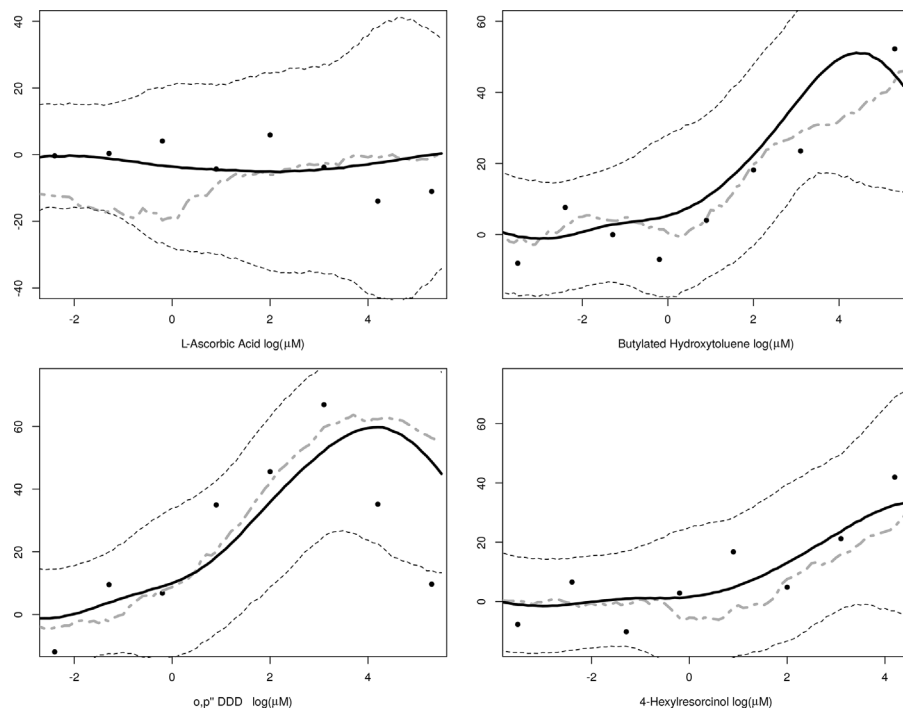 40
20
0
-20
-40
-2 0 2 4
L-Ascorbic Acid log(μM)
60
40
20
0
-2 0 2 4
Butylated Hydroxytoluene log(μM)
60
40
20
0
-2 0 2 4
o,p'' DDD log(μM)
60
40
20
0
-2 0 2 4
4-Hexylresorcinol log(μM)